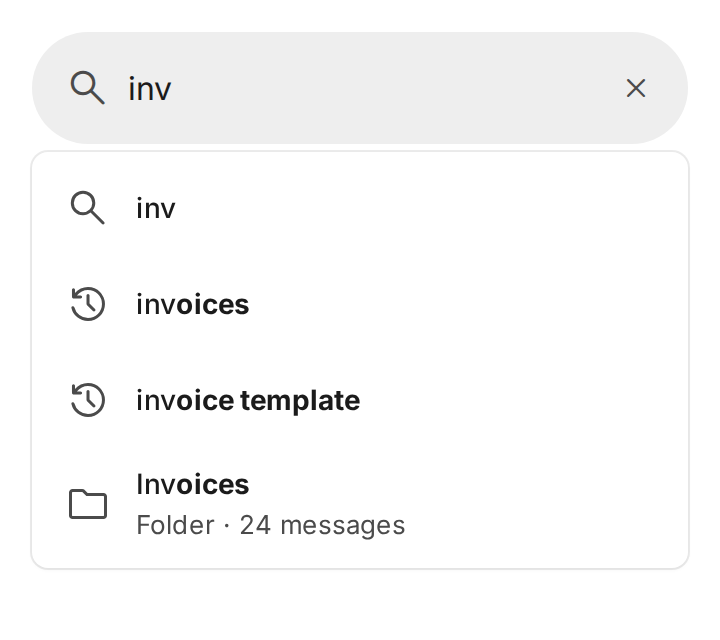 inv
inv
invoices
invoice template
Invoices
Folder · 24 messages